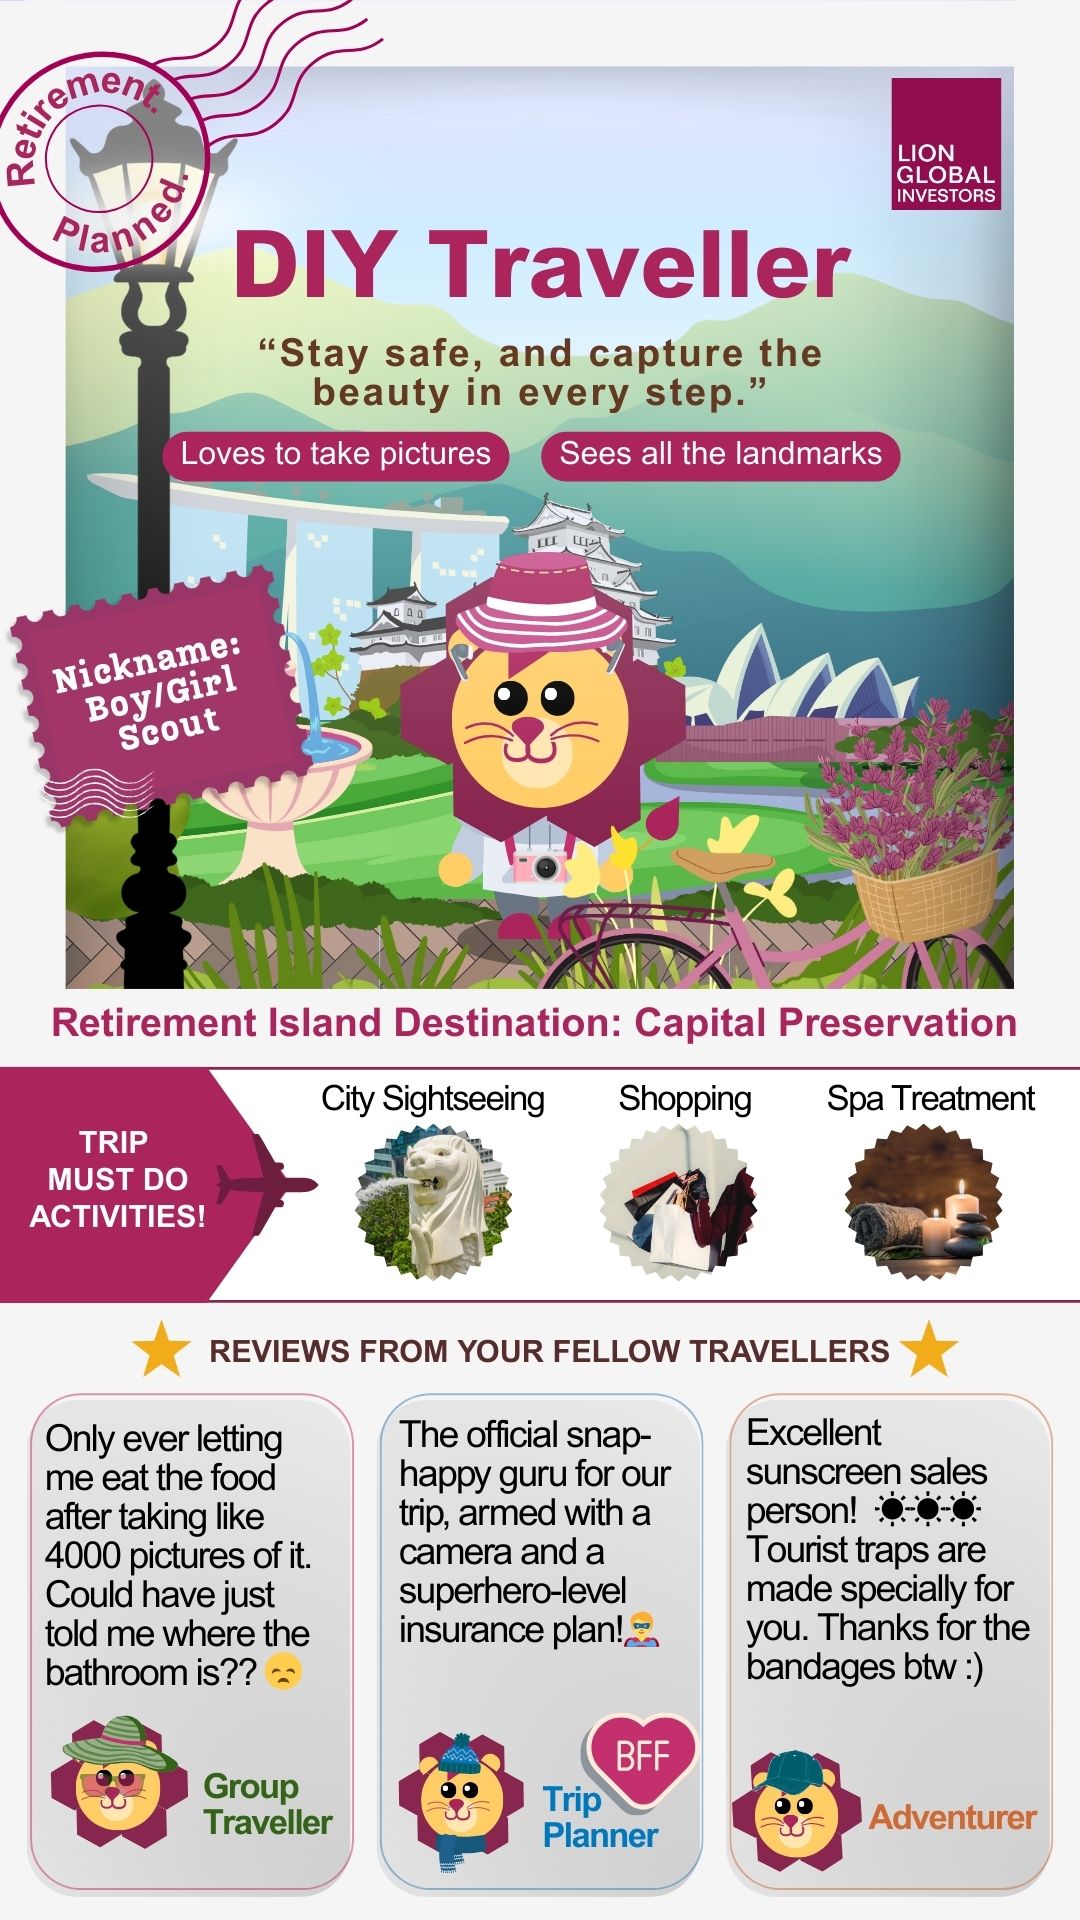 Retirement.
Planned.
LION
GLOBAL
INVESTORS
DIY Traveller
“Stay safe, and capture the
beauty in every step.”
Loves to take pictures
Sees all the landmarks
Nickname:
Boy/Girl
Scout
Retirement Island Destination: Capital Preservation
TRIP
MUST DO
ACTIVITIES!
City Sightseeing
Shopping
Spa Treatment
REVIEWS FROM YOUR FELLOW TRAVELLERS
Only ever letting
me eat the food
after taking like
4000 pictures of it.
Could have just
told me where the
bathroom is?? 😞
Group
Traveller
The official snap-
happy guru for our
trip, armed with a
camera and a
superhero-level
insurance plan!🦸
BFF
Trip
Planner
Excellent
sunscreen sales
person! ☀☀☀
Tourist traps are
made specially for
you. Thanks for the
bandages btw :)
Adventurer